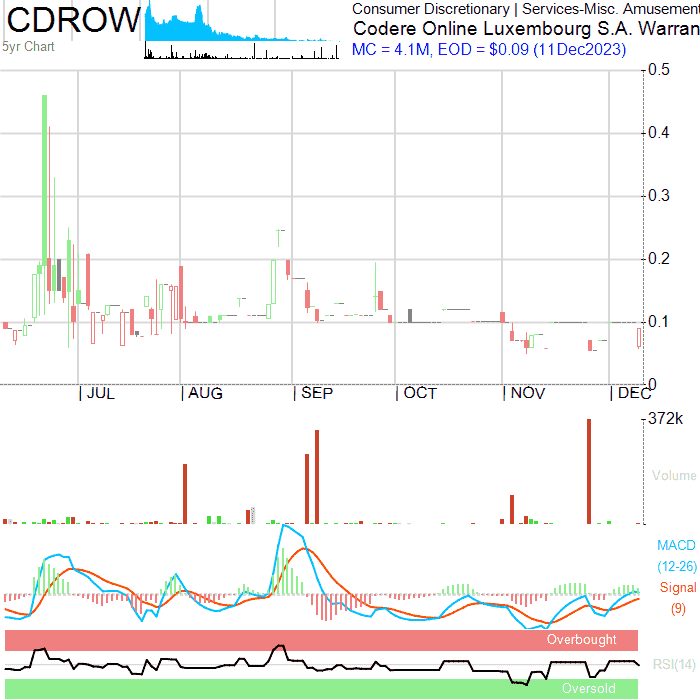 CDROW
5yr Chart
Consumer Discretionary | Services-Misc. Amusement
Codere Online Luxembourg S.A. Warran
MC = 4.1M, EOD = $0.09 (11Dec2023)
0.5
0.4
0.3
0.2
0.1
0
JUL AUG SEP OCT NOV DEC
372k
Volume
MACD
(12-26)
Signal
(9)
Overbought
RSI(14)
Oversold